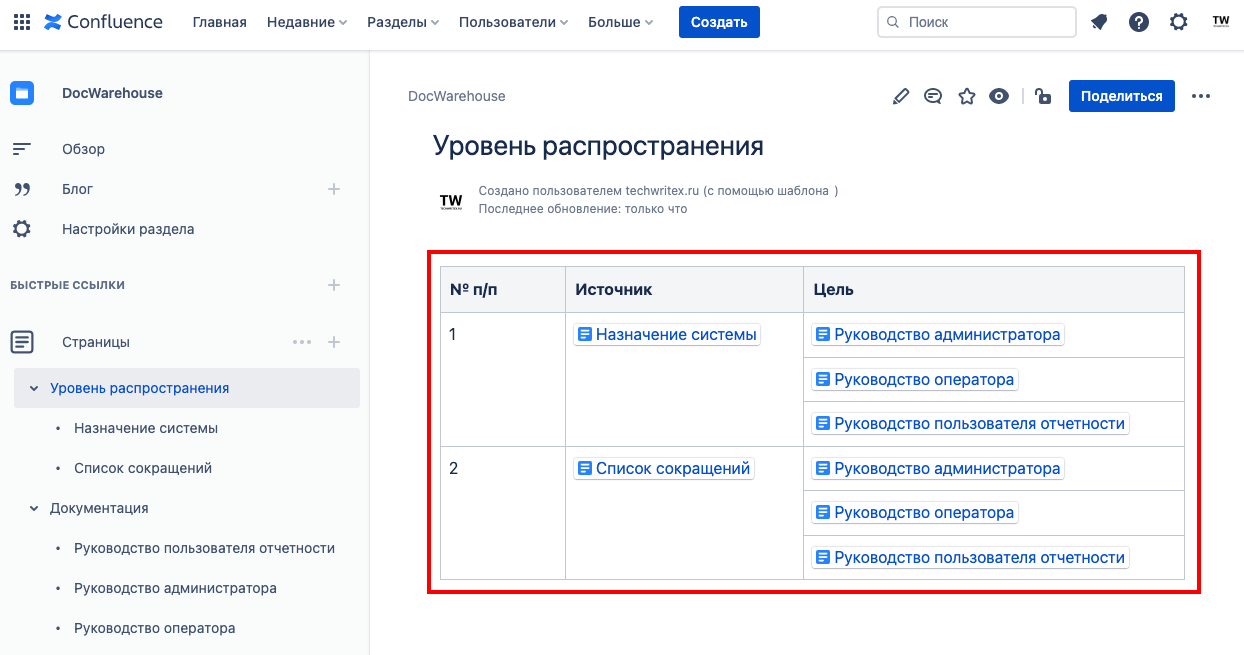 Confluence Главная Недавние Разделы Пользователи Больше Создать Поиск TW
DocWarehouse
Обзор
Блог
Настройки раздела
БЫСТРЫЕ ССЫЛКИ
Страницы
Уровень распространения
Назначение системы
Список сокращений
Документация
Руководство пользователя отчетности
Руководство администратора
Руководство оператора
DocWarehouse
Поделиться
Уровень распространения
TW
TECHWRITEX.RU
Создано пользователем techwritex.ru (с помощью шаблона )
Последнее обновление: только что
№ п/п Источник Цель
1 Назначение системы Руководство администратора
Руководство оператора
Руководство пользователя отчетности
2 Список сокращений Руководство администратора
Руководство оператора
Руководство пользователя отчетности